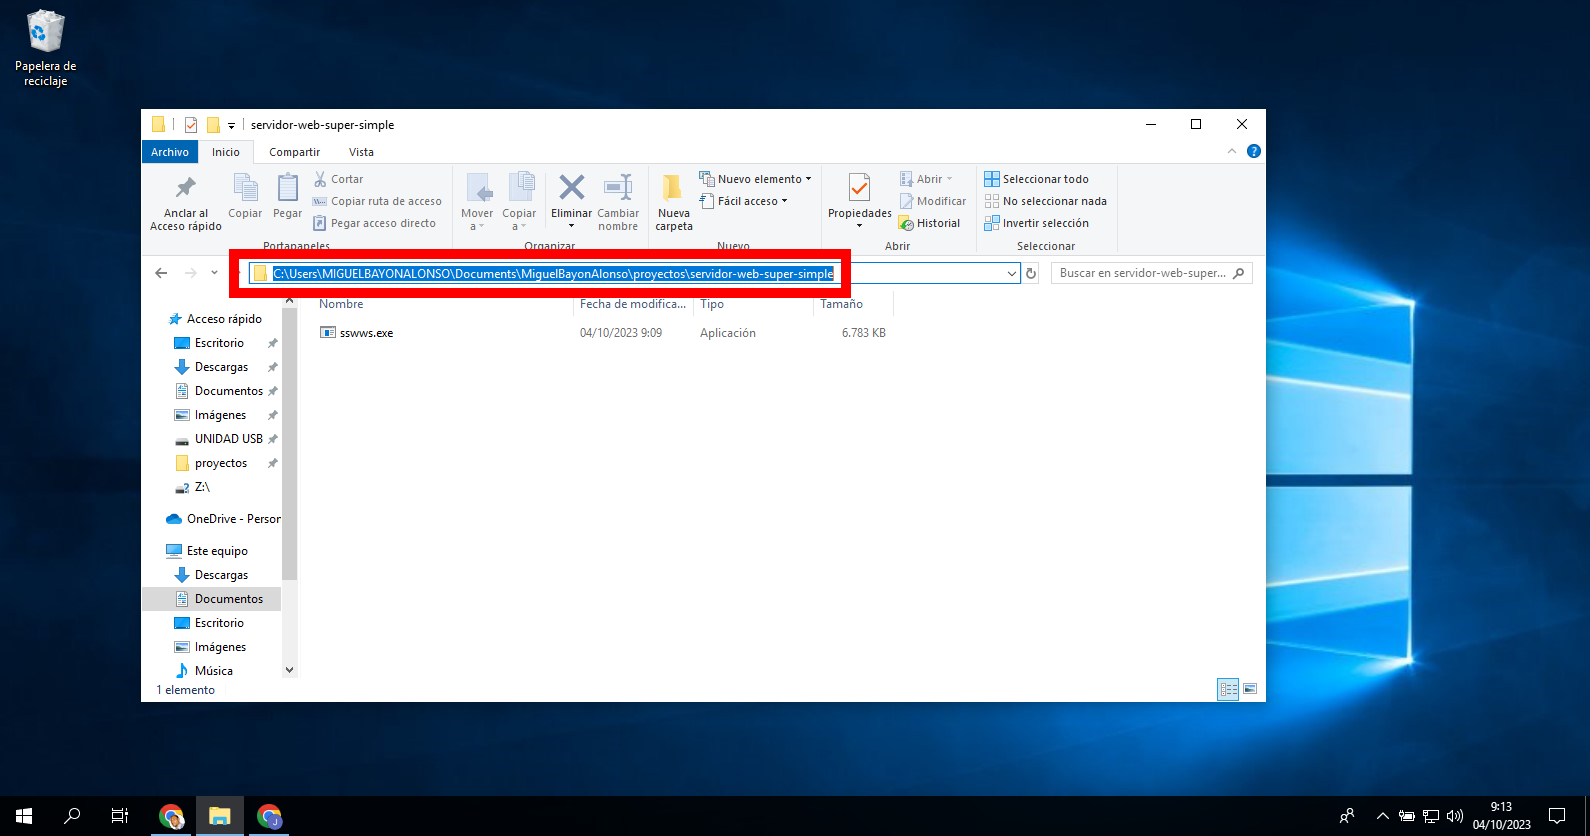 Papelera de
reciclaje
servidor-web-super-simple
Archivo
Inicio
Compartir
Vista
Anclar al
Acceso rápido
Copiar
Pegar
Cortar
Copiar ruta de acceso
Pegar acceso directo
Portapapeles
Mover
a
Copiar
a
Eliminar
Cambiar
nombre
Organizar
Nueva
carpeta
Nuevo elemento
Fácil acceso
Nuevo
Propiedades
Abrir
Modificar
Historial
Abrir
Seleccionar todo
No seleccionar nada
Invertir selección
Seleccionar
C:\Users\MIGUELBAYONALONSO\Documents\MiguelBayonAlonso\proyectos\servidor-web-super-simple
Buscar en servidor-web-super...
Nombre
Fecha de modifica...
Tipo
Tamaño
sswws.exe
04/10/2023 9:09
Aplicación
6.783 KB
Acceso rápido
Escritorio
Descargas
Documentos
Imágenes
UNIDAD USB
proyectos
Z:\
OneDrive - Person
Este equipo
Descargas
Documentos
Escritorio
Imágenes
Música
1 elemento
9:13
04/10/2023